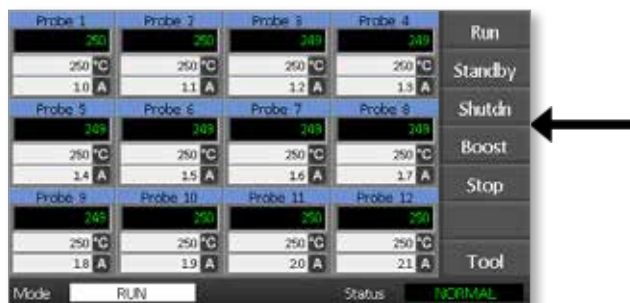 Probe 1 Probe 2 Probe 3 Probe 4 Run
250 250 249 249
250 °C 250 °C 250 °C 250 °C Standby
1.0 A 1.1 A 1.2 A 1.3 A
Probe 5 Probe 6 Probe 7 Probe 8 Shutdn
249 249 249 249
250 °C 250 °C 250 °C 250 °C Boost
1.4 A 1.5 A 1.6 A 1.7 A
Probe 9 Probe 10 Probe 11 Probe 12 Stop
249 250 250 250
250 °C 250 °C 250 °C 250 °C
1.8 A 1.9 A 2.0 A 2.1 A Tool
Mode RUN Status NORMAL